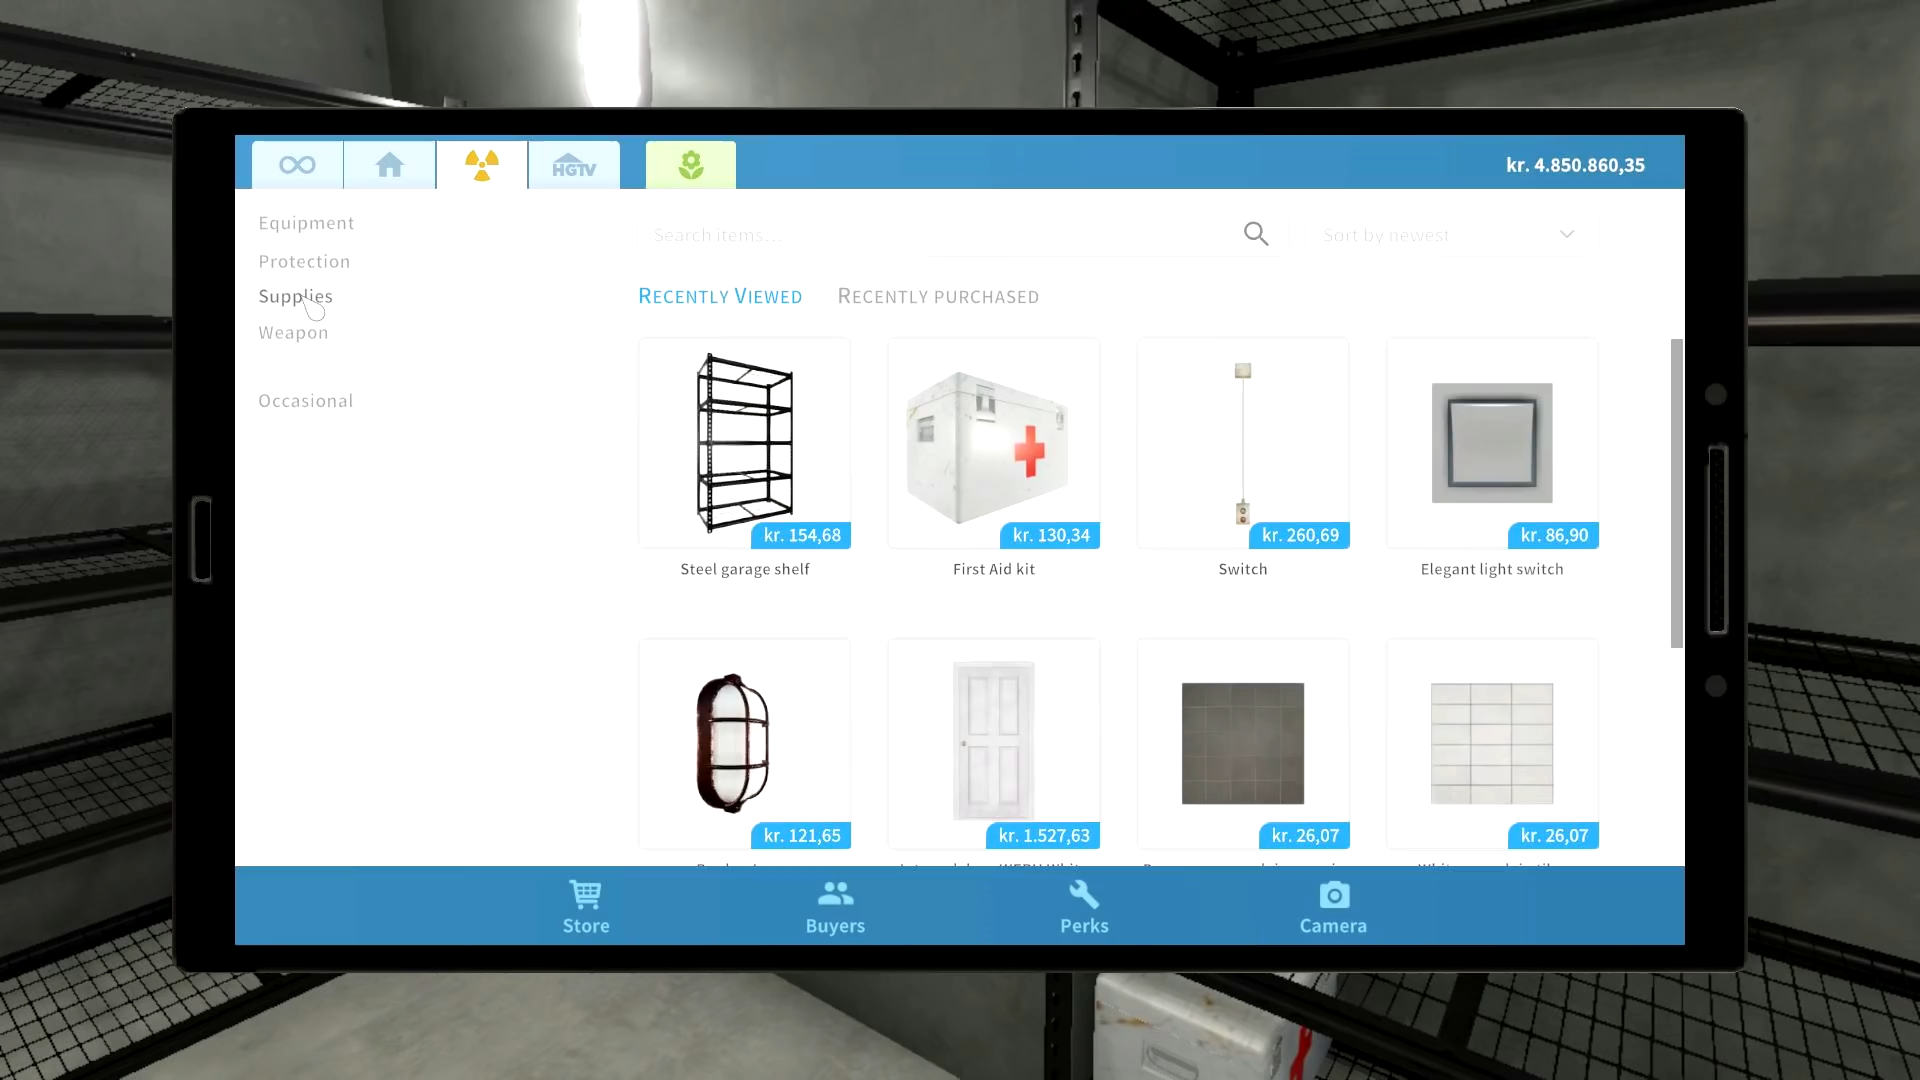 HGTV
kr. 4.850.860,35
Equipment
Protection
Supplies
Weapon
Occasional
Search items...
Sort by newest
RECENTLY VIEWED
RECENTLY PURCHASED
kr. 154,68
kr. 130,34
kr. 260,69
kr. 86,90
Steel garage shelf
First Aid kit
Switch
Elegant light switch
kr. 121,65
kr. 1.527,63
kr. 26,07
kr. 26,07
Store
Buyers
Perks
Camera